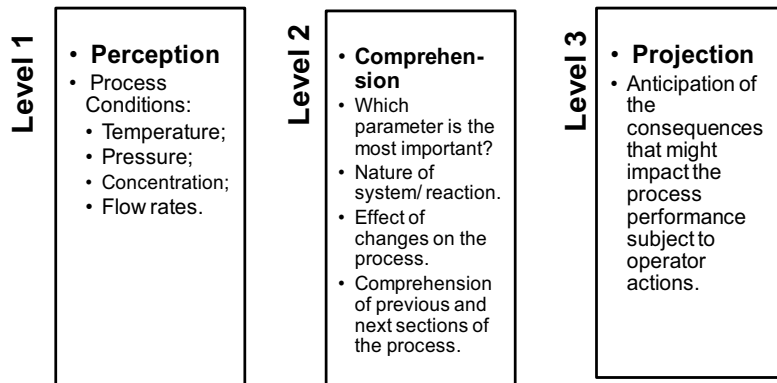 Level 1
• Perception
• Process
Conditions:
• Temperature;
• Pressure;
• Concentration;
• Flow rates.
Level 2
• Comprehen-
sion
• Which
parameter is the
most important?
• Nature of
system/ reaction.
• Effect of
changes on the
process.
• Comprehension
of previous and
next sections of
the process.
Level 3
• Projection
• Anticipation of
the
consequences
that might
impact the
process
performance
subject to
operator
actions.